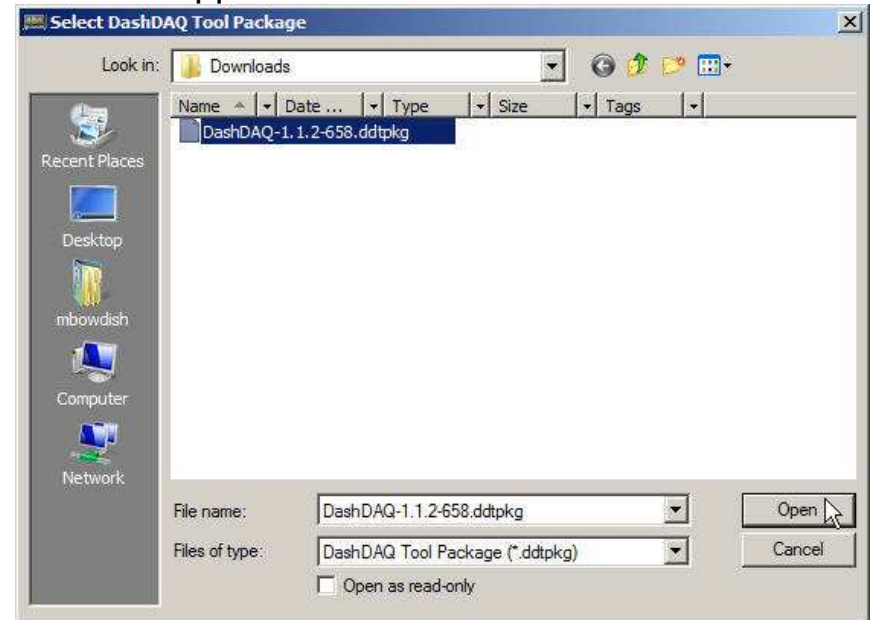 Select DashDAQ Tool Package
Look in: Downloads
Name Date ... Type Size Tags
DashDAQ-1.1.2-658.ddtpkg
Recent Places
Desktop
mbowdish
Computer
Network
File name: DashDAQ-1.1.2-658.ddtpkg Open
Files of type: DashDAQ Tool Package (*.ddtpkg) Cancel
Open as read-only